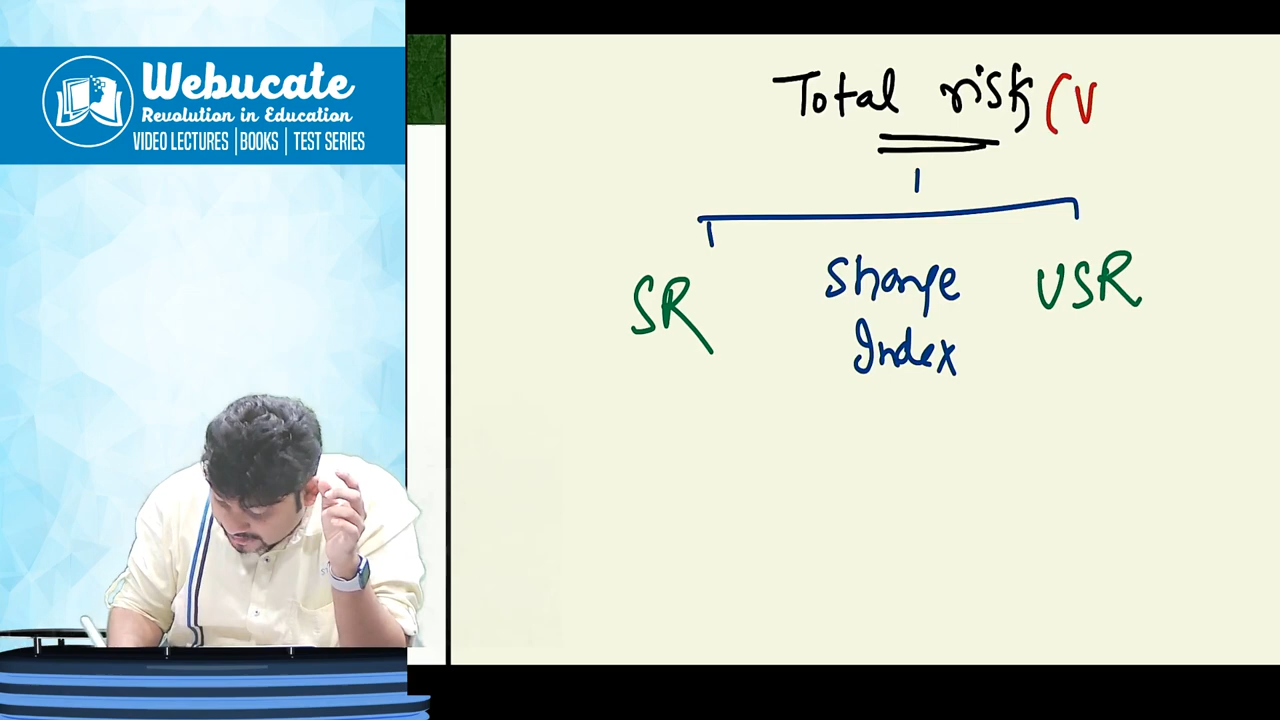 Webucate
Revolution in Education
VIDEO LECTURES | BOOKS | TEST SERIES
Total risk (V
SR
USR
Sharpe
Index